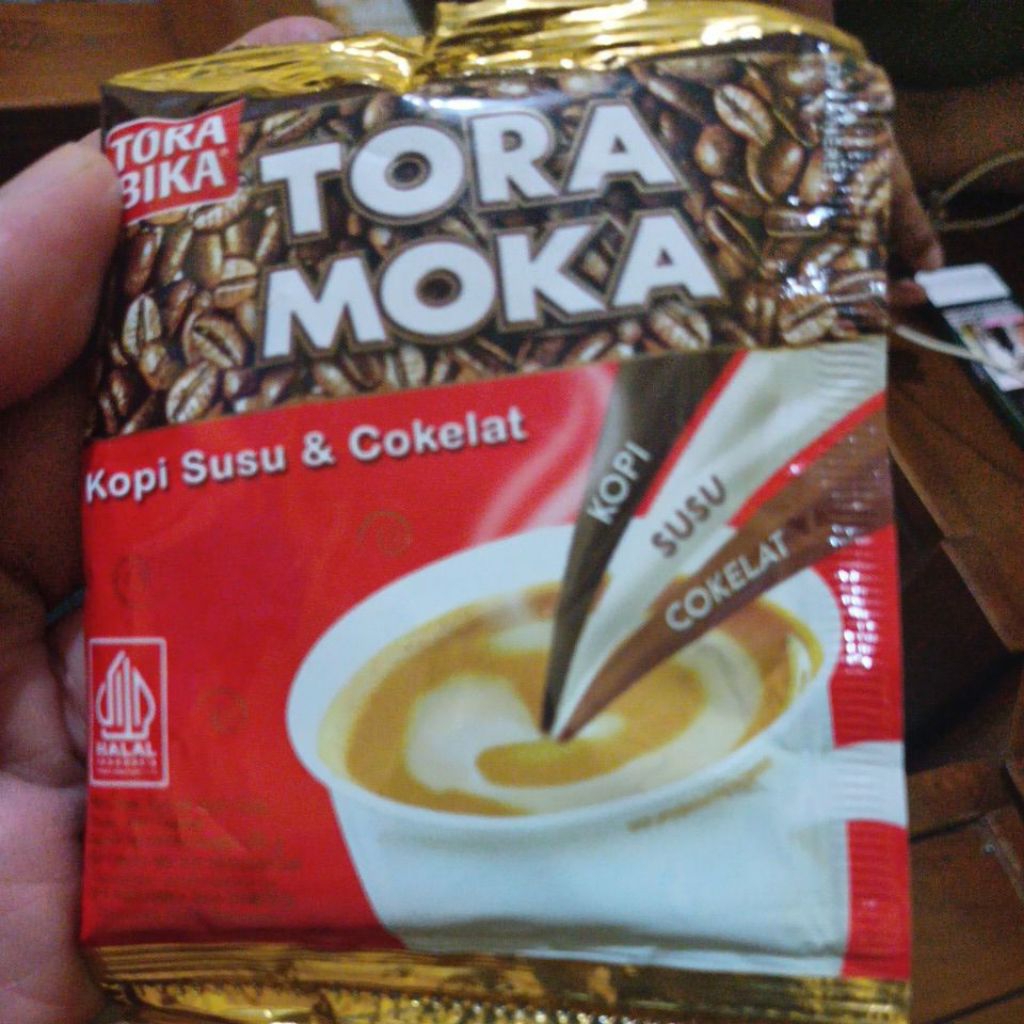 TORA
BIKA
TORA
MOKA
Kopi Susu & Cokelat
KOPI
SUSU
COKELAT
HALAL